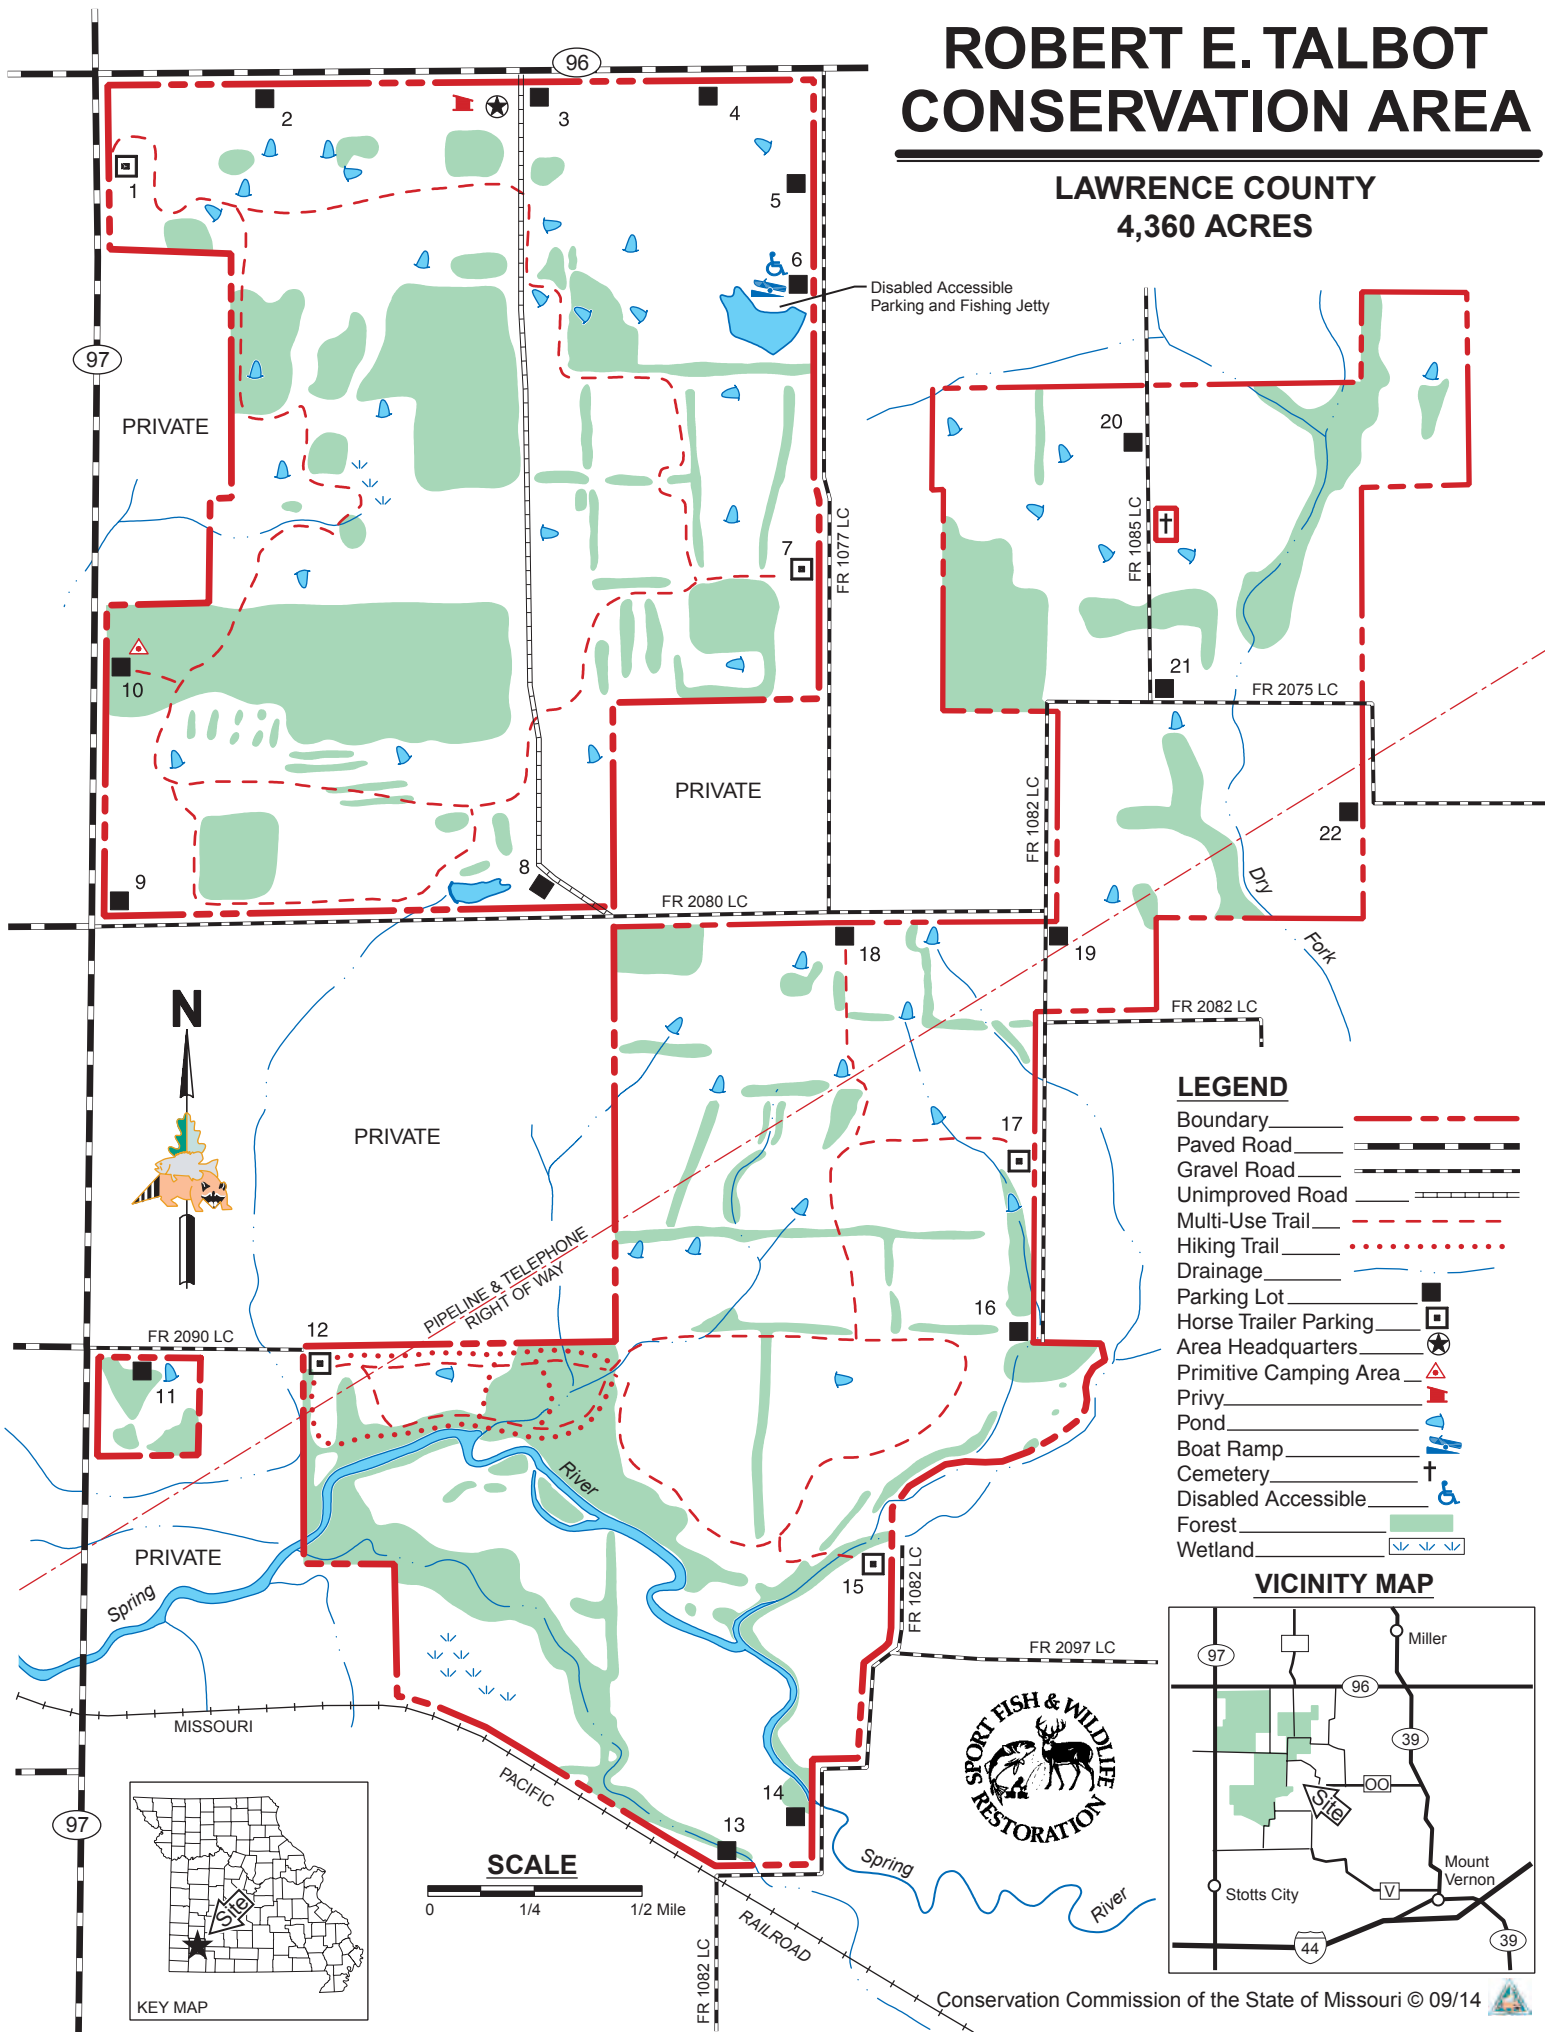 ROBERT E. TALBOT
CONSERVATION AREA
LAWRENCE COUNTY
4,360 ACRES
96
2
3
4
1
5
6
Disabled Accessible
Parking and Fishing Jetty
97
PRIVATE
20
FR 1085 LC
7
FR 1077 LC
10
21
FR 2075 LC
PRIVATE
FR 1082 LC
22
9
8
Dry
Fork
FR 2080 LC
18
19
FR 2082 LC
N
PRIVATE
17
PIPELINE & TELEPHONE
RIGHT OF WAY
16
FR 2090 LC
12
11
River
PRIVATE
Spring
15
FR 1082 LC
FR 2097 LC
MISSOURI
PACIFIC
RAILROAD
97
14
13
Spring
River
FR 1082 LC
LEGEND
Boundary
Paved Road
Gravel Road
Unimproved Road
Multi-Use Trail
Hiking Trail
Drainage
Parking Lot
Horse Trailer Parking
Area Headquarters
Primitive Camping Area
Privy
Pond
Boat Ramp
Cemetery
Disabled Accessible
Forest
Wetland
VICINITY MAP
97
Miller
96
39
OO
Site
Mount
Vernon
Stotts City
V
44
39
SPORT FISH & WILDLIFE
RESTORATION
SCALE
0 1/4 1/2 Mile
Site
KEY MAP
Conservation Commission of the State of Missouri © 09/14